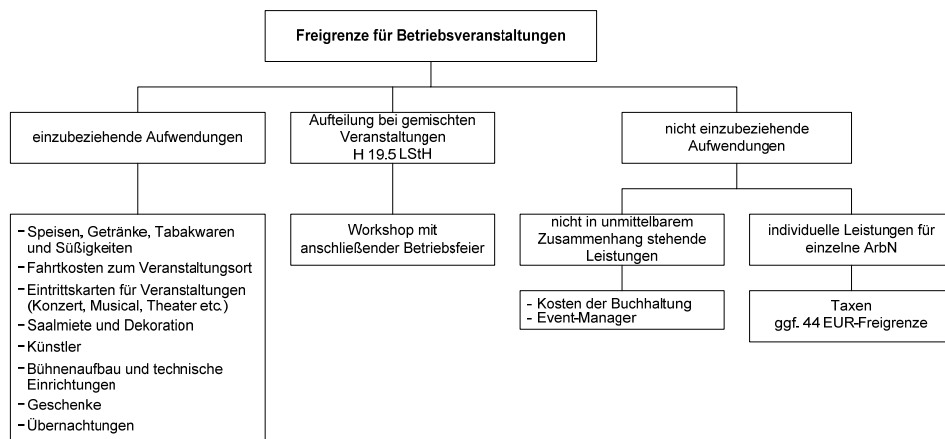 Freigrenze für Betriebsveranstaltungen
einzubeziehende Aufwendungen
Aufteilung bei gemischten
Veranstaltungen
H 19.5 LStH
nicht einzubeziehende
Aufwendungen
- Speisen, Getränke, Tabakwaren
und Süßigkeiten
- Fahrtkosten zum Veranstaltungsort
- Eintrittskarten für Veranstaltungen
(Konzert, Musical, Theater etc.)
- Saalmiete und Dekoration
- Künstler
- Bühnenaufbau und technische
Einrichtungen
- Geschenke
- Übernachtungen
Workshop mit
anschließender Betriebsfeier
nicht in unmittelbarem
Zusammenhang stehende
Leistungen
- Kosten der Buchhaltung
- Event-Manager
individuelle Leistungen für
einzelne ArbN
Taxen
ggf. 44 EUR-Freigrenze